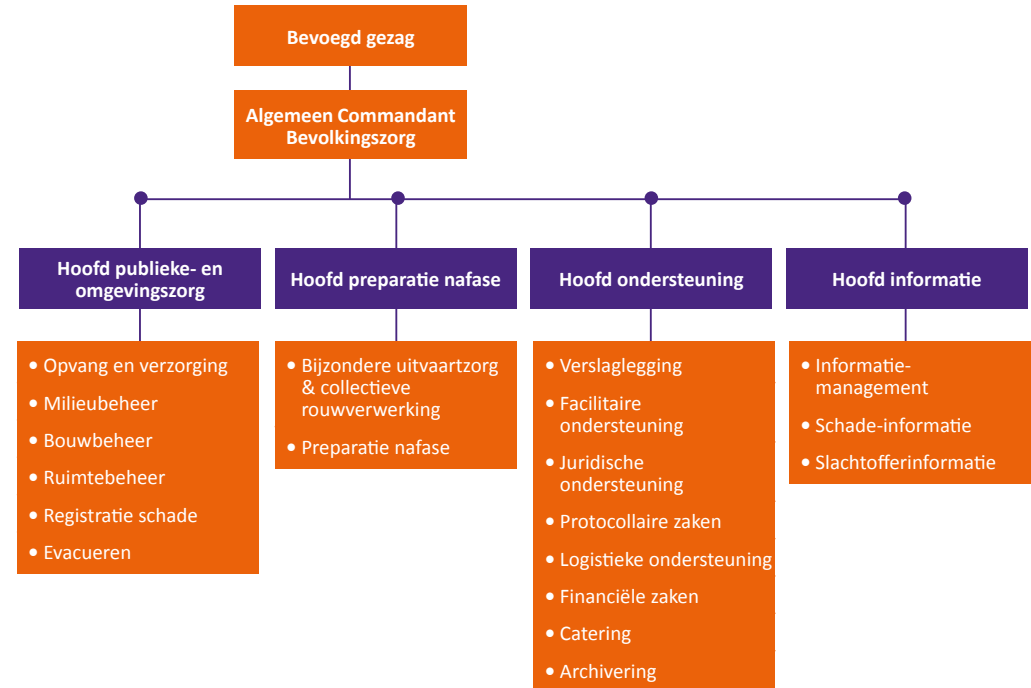 Bevoegd gezag
Algemeen Commandant
Bevolkingszorg
Hoofd publieke- en
omgevingszorg
• Opvang en verzorging
• Milieubeheer
• Bouwbeheer
• Ruimtebeheer
• Registratie schade
• Evacueren
Hoofd preparatie nafase
• Bijzondere uitvaartzorg
& collectieve
rouwverwerking
• Preparatie nafase
Hoofd ondersteuning
• Verslaglegging
• Facilitaire
ondersteuning
• Juridische
ondersteuning
• Protocollaire zaken
• Logistieke ondersteuning
• Financiële zaken
• Catering
• Archivering
Hoofd informatie
• Informatie-
management
• Schade-informatie
• Slachtofferinformatie